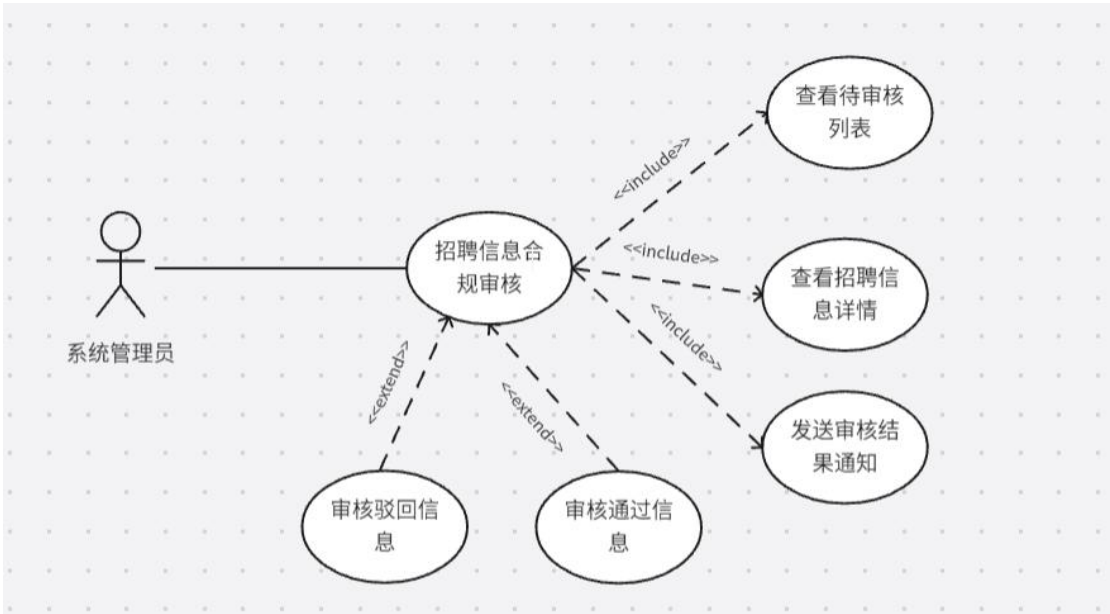 查看待审核
列表
<<include>>
招聘信息合
规审核
<<include>>
查看招聘信
息详情
<<include>>
系统管理员
<<extend>>
<<extend>>
发送审核结
果通知
审核驳回信
息
审核通过信
息